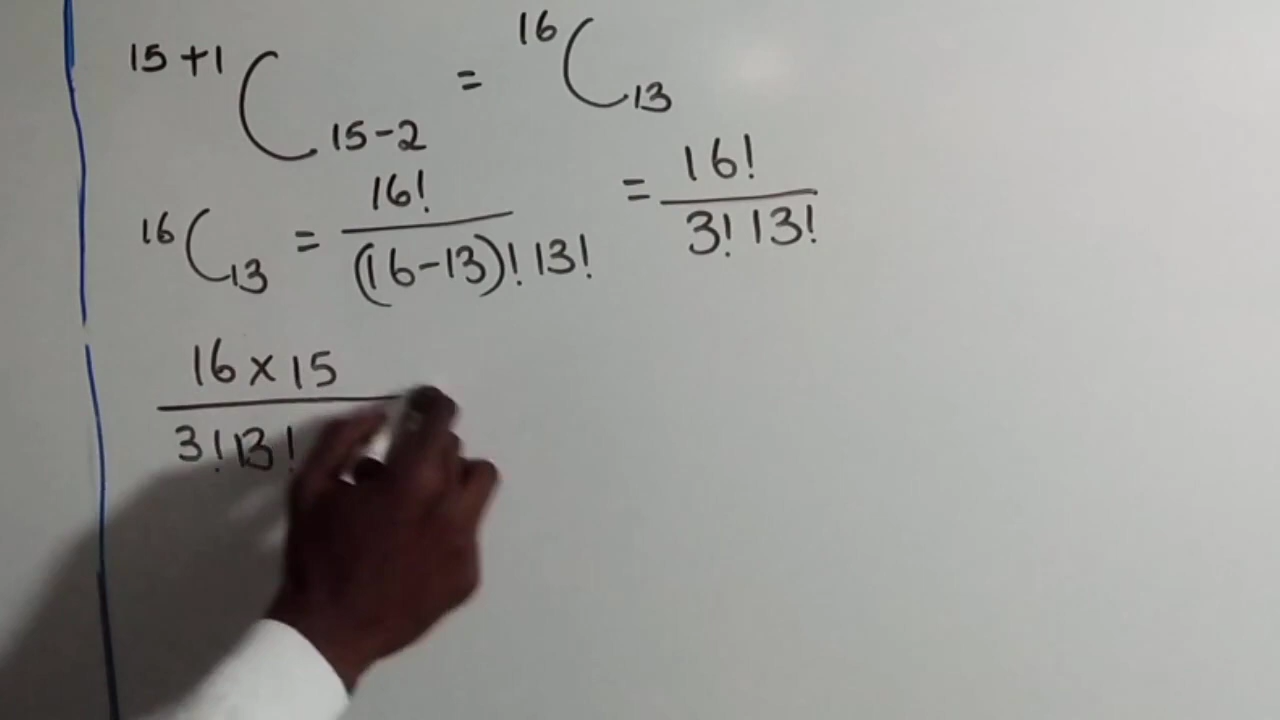 15+1 C 15-2 = 16 C 13
16 C 13 = 16! / (16-13)! 13! = 16! / 3! 13!
16 x 15
3! 13!